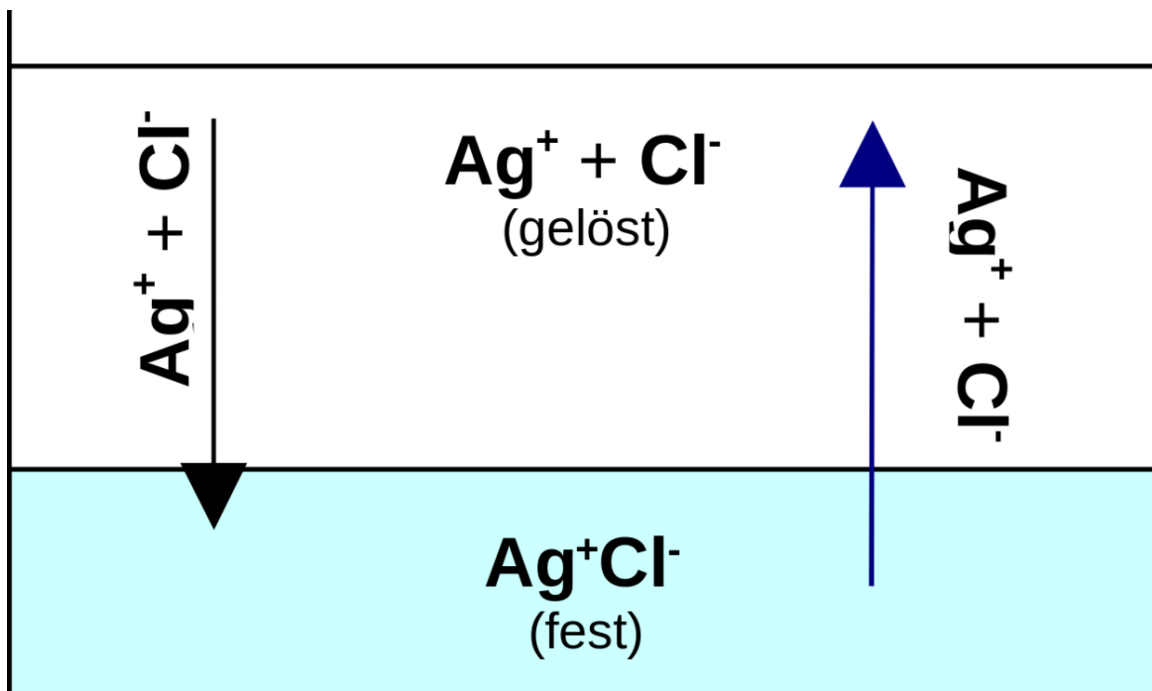 Ag⁺ + Cl⁻
Ag⁺ + Cl⁻
(gelöst)
Ag⁺ + Cl⁻
Ag⁺Cl⁻
(fest)